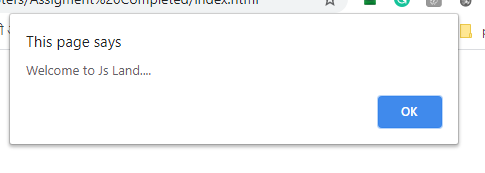 ters/Assigment%20Completed/index.html
This page says
Welcome to Js Land....
OK